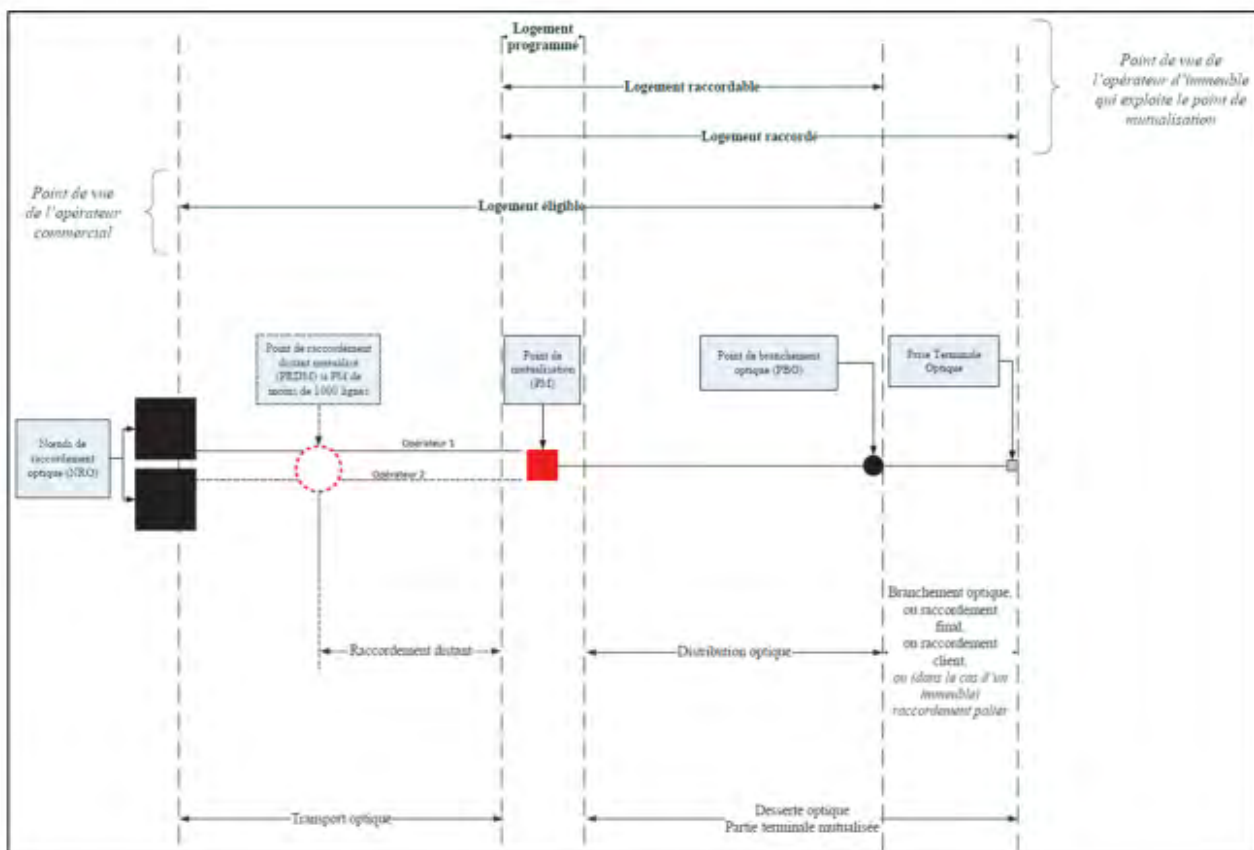 Logement
programmé
Logement raccordable
Logement raccordé
Point de vue de
l'opérateur d'immeuble
qui exploite le point de
mutualisation
Point de vue
de l'opérateur
commercial
Logement éligible
Point de raccordement
distant mutualisé
(PRDM) si PM de
moins de 1000 lignes
Point de
mutualisation
(PM)
Point de branchement
optique (PBO)
Prise Terminale
Optique
Noeuds de
raccordement
optique (NRO)
Opérateur 1
Opérateur 2
Raccordement distant
Distribution optique
Branchement optique,
ou raccordement
final,
ou raccordement
client,
ou (dans le cas d'un
immeuble)
raccordement palier
Transport optique
Desserte optique
Partie terminale mutualisée